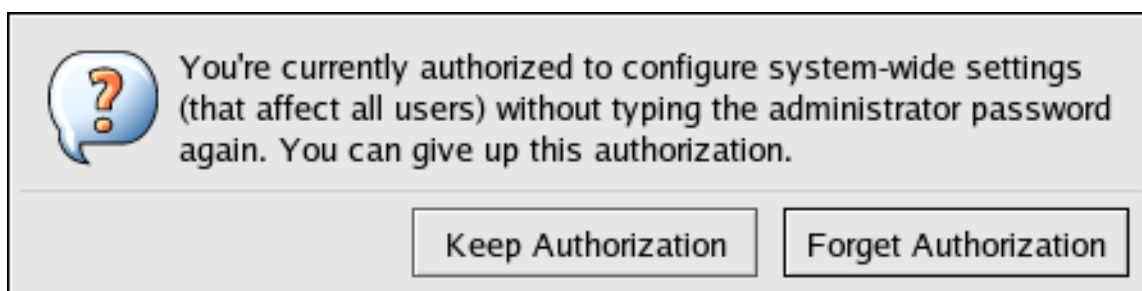 You're currently authorized to configure system-wide settings
(that affect all users) without typing the administrator password
again. You can give up this authorization.
Keep Authorization Forget Authorization